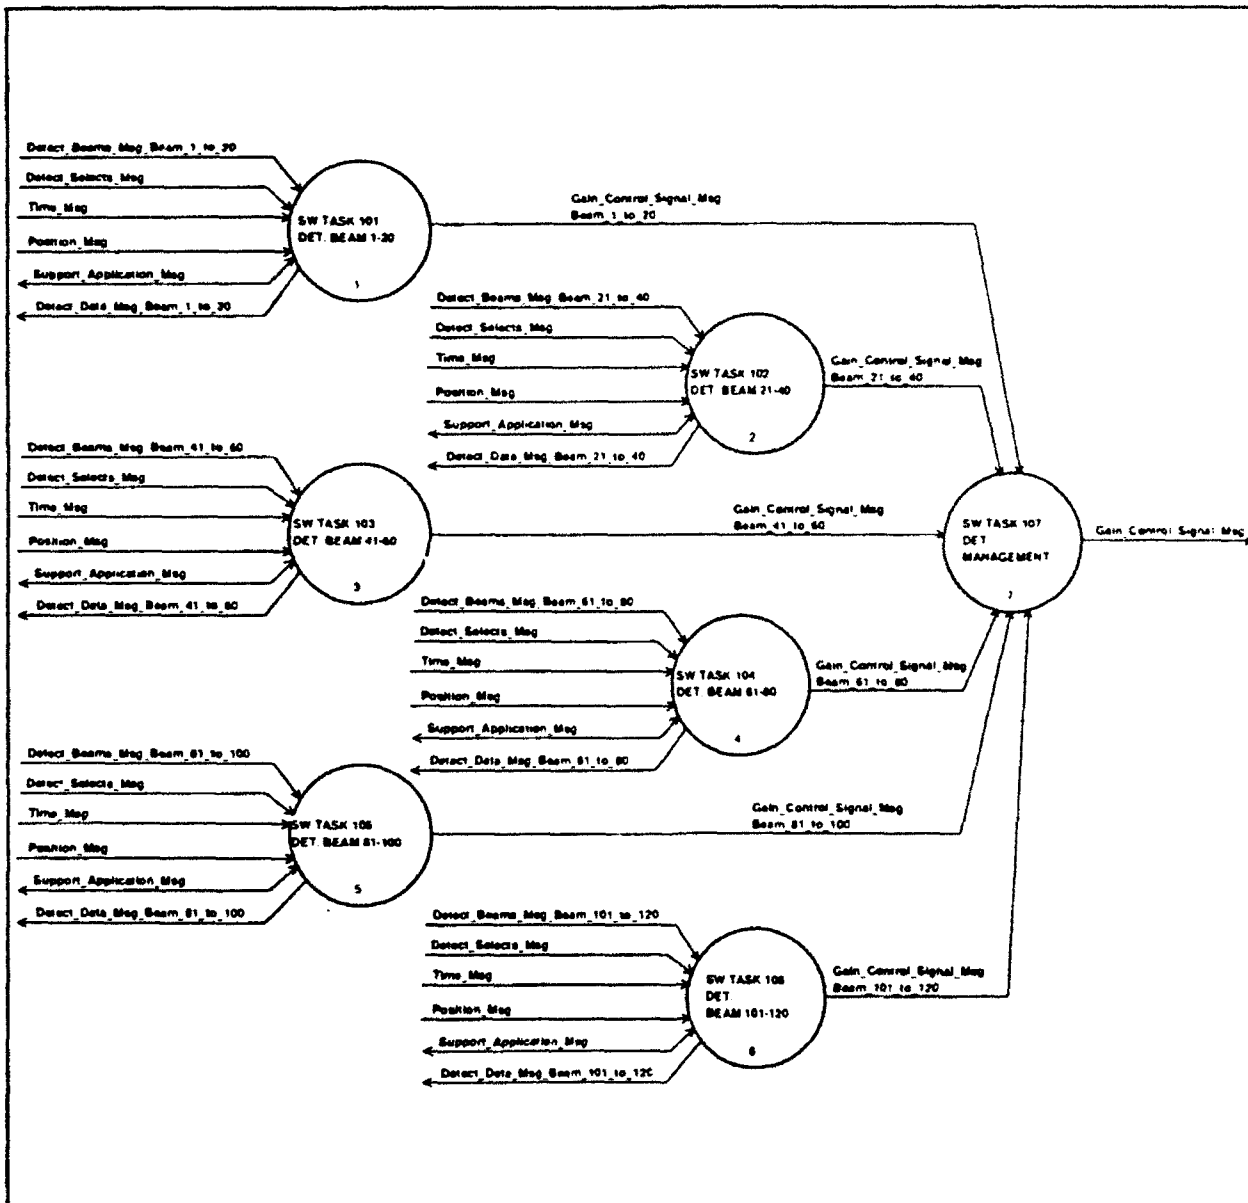 Detect_Beams_Msg_Beam_1_to_20
Detect_Selects_Msg
Time_Msg
Position_Msg
Support_Application_Msg
Detect_Data_Msg_Beam_1_to_20
SW TASK 101
DET. BEAM 1-20
1
Gain_Control_Signal_Msg
Beam_1_to_20
Detect_Beams_Msg_Beam_21_to_40
Detect_Selects_Msg
Time_Msg
Position_Msg
Support_Application_Msg
Detect_Data_Msg_Beam_21_to_40
SW TASK 102
DET. BEAM 21-40
2
Gain_Control_Signal_Msg
Beam_21_to_40
Detect_Beams_Msg_Beam_41_to_60
Detect_Selects_Msg
Time_Msg
Position_Msg
Support_Application_Msg
Detect_Data_Msg_Beam_41_to_60
SW TASK 103
DET. BEAM 41-60
3
Gain_Control_Signal_Msg
Beam_41_to_60
SW TASK 107
DET
MANAGEMENT
7
Gain_Control_Signal_Msg
Detect_Beams_Msg_Beam_61_to_80
Detect_Selects_Msg
Time_Msg
Position_Msg
Support_Application_Msg
Detect_Data_Msg_Beam_61_to_80
SW TASK 104
DET. BEAM 61-80
4
Gain_Control_Signal_Msg
Beam_61_to_80
Detect_Beams_Msg_Beam_81_to_100
Detect_Selects_Msg
Time_Msg
Position_Msg
Support_Application_Msg
Detect_Data_Msg_Beam_81_to_100
SW TASK 105
DET. BEAM 81-100
5
Gain_Control_Signal_Msg
Beam_81_to_100
Detect_Beams_Msg_Beam_101_to_120
Detect_Selects_Msg
Time_Msg
Position_Msg
Support_Application_Msg
Detect_Data_Msg_Beam_101_to_120
SW TASK 106
DET.
BEAM 101-120
6
Gain_Control_Signal_Msg
Beam_101_to_120